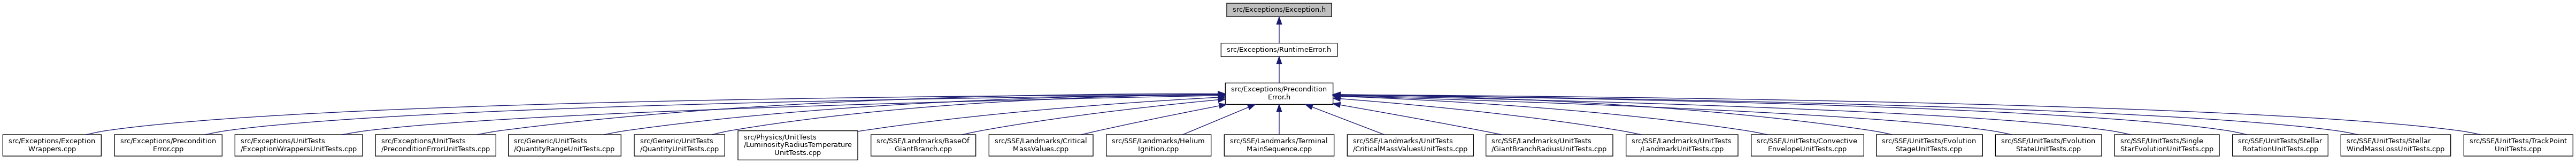 src/Exceptions/Exception.h
src/Exceptions/RuntimeError.h
src/Exceptions/Precondition
Error.h
src/Exceptions/Exception
Wrappers.cpp
src/Exceptions/Precondition
Error.cpp
src/Exceptions/UnitTests
/ExceptionWrappersUnitTests.cpp
src/Exceptions/UnitTests
/PreconditionErrorUnitTests.cpp
src/Generic/UnitTests
/QuantityRangeUnitTests.cpp
src/Generic/UnitTests
/QuantityUnitTests.cpp
src/Physics/UnitTests
/LuminosityRadiusTemperature
UnitTests.cpp
src/SSE/Landmarks/BaseOf
GiantBranch.cpp
src/SSE/Landmarks/Critical
MassValues.cpp
src/SSE/Landmarks/Helium
Ignition.cpp
src/SSE/Landmarks/Terminal
MainSequence.cpp
src/SSE/Landmarks/UnitTests
/CriticalMassValuesUnitTests.cpp
src/SSE/Landmarks/UnitTests
/GiantBranchRadiusUnitTests.cpp
src/SSE/Landmarks/UnitTests
/LandmarkUnitTests.cpp
src/SSE/UnitTests/Convective
EnvelopeUnitTests.cpp
src/SSE/UnitTests/Evolution
StageUnitTests.cpp
src/SSE/UnitTests/Evolution
StateUnitTests.cpp
src/SSE/UnitTests/Single
StarEvolutionUnitTests.cpp
src/SSE/UnitTests/Stellar
RotationUnitTests.cpp
src/SSE/UnitTests/Stellar
WindMassLossUnitTests.cpp
src/SSE/UnitTests/TrackPoint
UnitTests.cpp